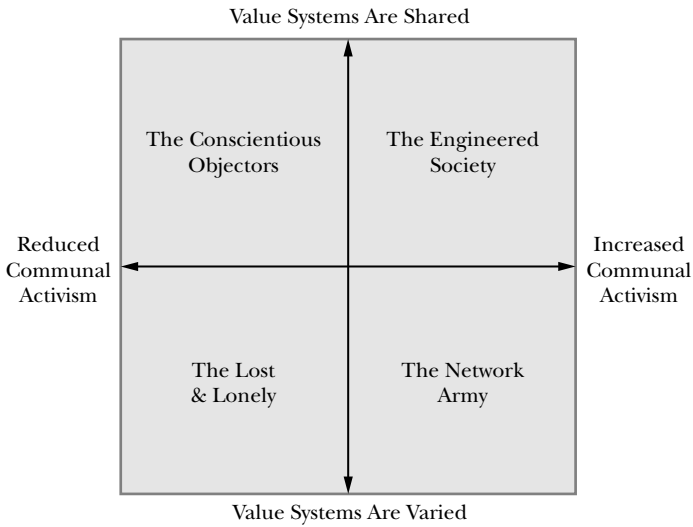 Value Systems Are Shared
The Conscientious
Objectors
The Engineered
Society
Reduced
Communal
Activism
Increased
Communal
Activism
The Lost
& Lonely
The Network
Army
Value Systems Are Varied